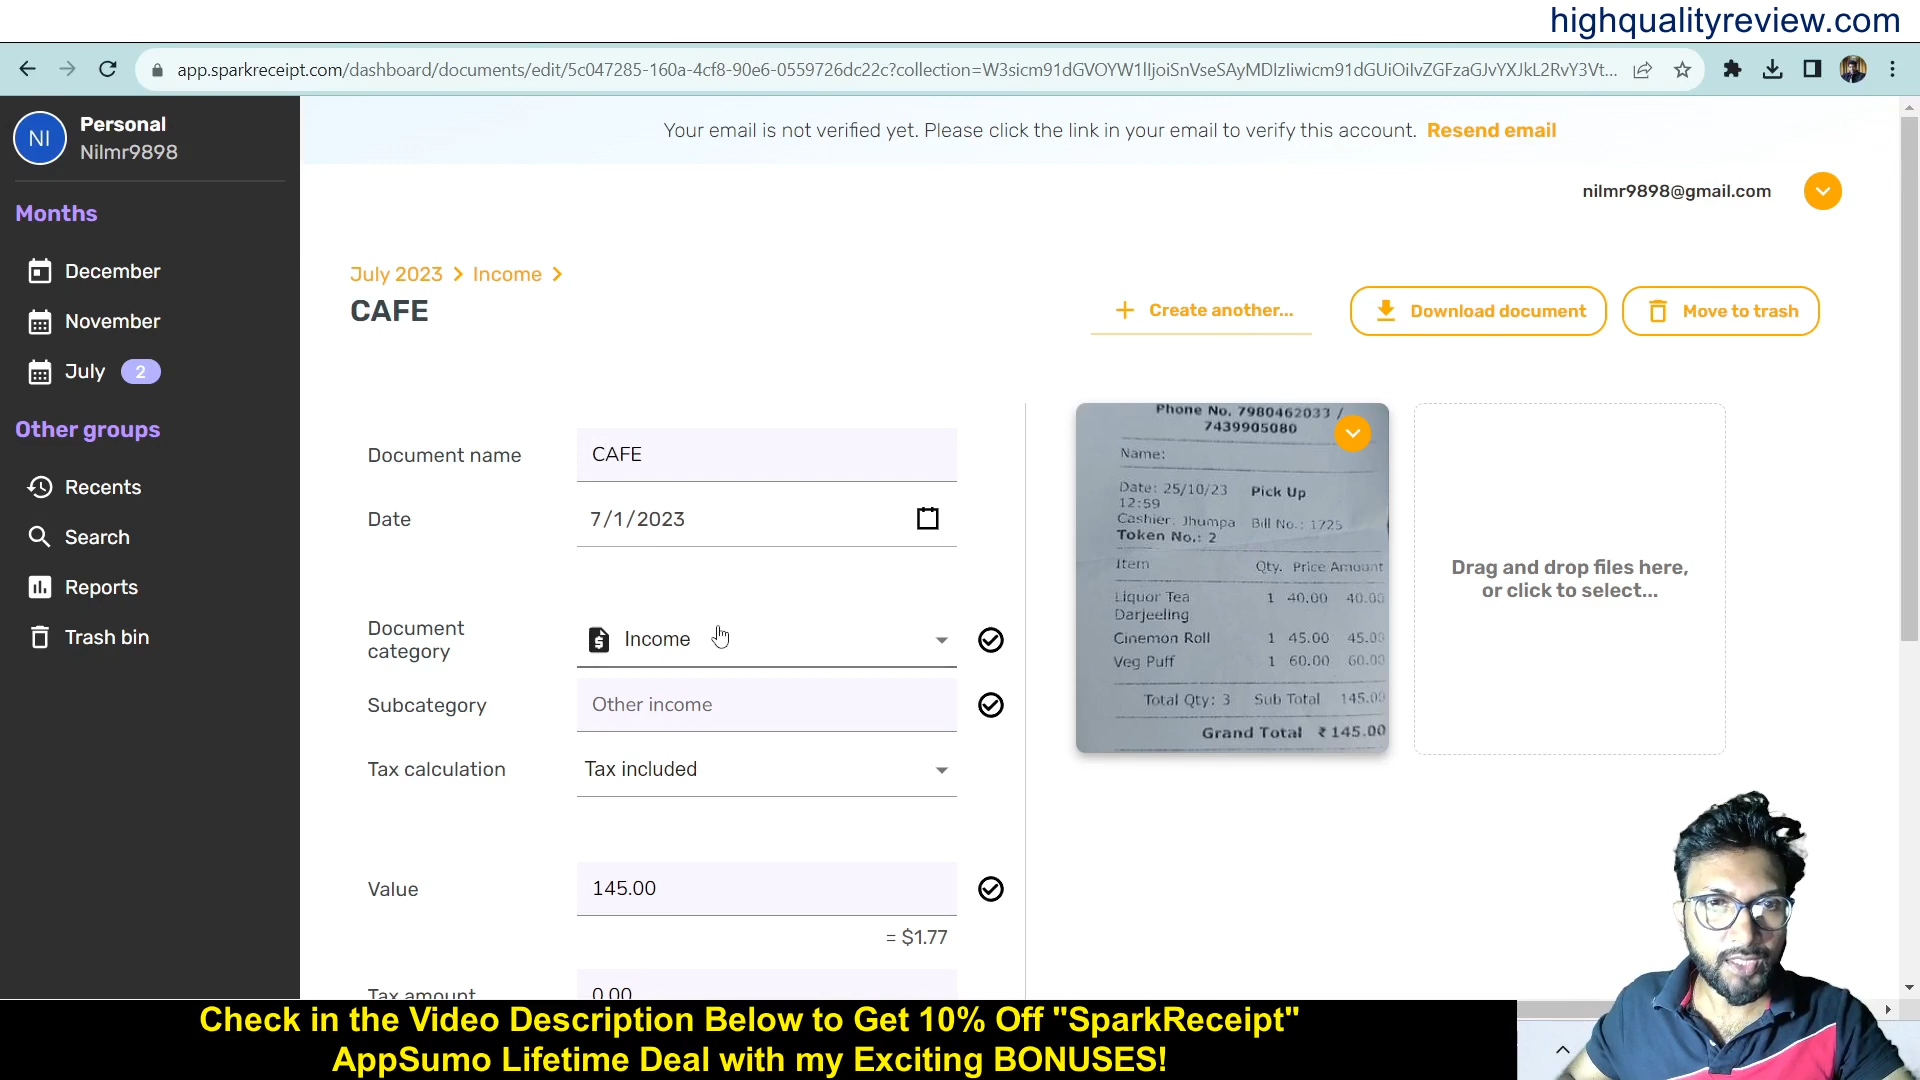 highqualityreview.com
app.sparkreceipt.com/dashboard/documents/edit/5c047285-160a-4cf8-90e6-0559726dc22c?collection=W3sicm91dGVOYW1lIjoiSnVseSAyMDIzIiwicm91dGUiOiIvZGFzaGJvYXJkL2RvY3Vt...
NI
Personal
Nilmr9898
Your email is not verified yet. Please click the link in your email to verify this account. Resend email
nilmr9898@gmail.com
Months
December
November
July 2
Other groups
Recents
Search
Reports
Trash bin
July 2023 > Income >
CAFE
+ Create another...
Download document
Move to trash
Document name CAFE
Date 7/1/2023
Document category Income
Subcategory Other income
Tax calculation Tax included
Value 145.00
= $1.77
Tax amount 0.00
Phone No. 7980462033 /
7439905080
Name:
Date: 25/10/23 Pick Up
12:59
Cashier: Jhumpa Bill No.: 1725
Token No.: 2
Item Qty. Price Amount
Liquor Tea 1 40.00 40.00
Darjeeling
Cinemon Roll 1 45.00 45.00
Veg Puff 1 60.00 60.00
Total Qty: 3 Sub Total 145.00
Grand Total ₹145.00
Drag and drop files here,
or click to select...
Check in the Video Description Below to Get 10% Off "SparkReceipt"
AppSumo Lifetime Deal with my Exciting BONUSES!